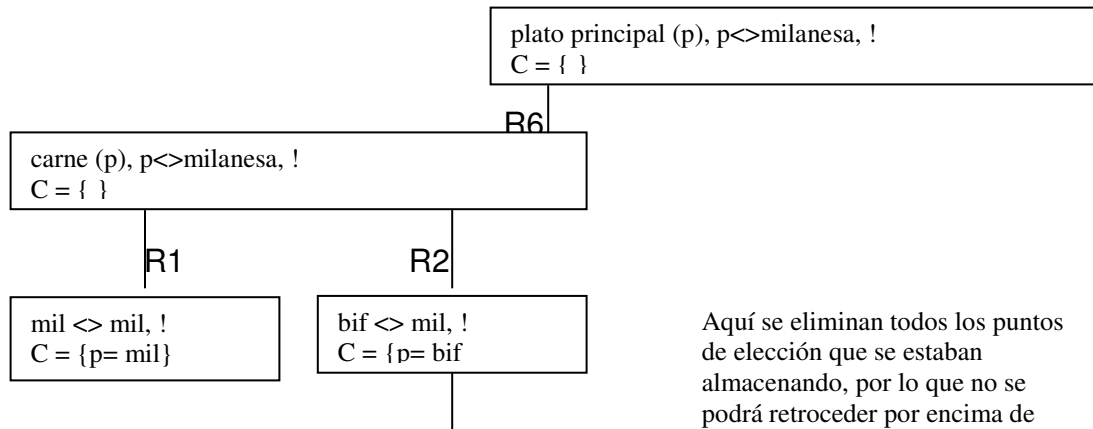 plato principal (p), p<>milanesa, !
C = { }
R6
carne (p), p<>milanesa, !
C = { }
R1
R2
mil <> mil, !
C = {p= mil}
bif <> mil, !
C = {p= bif
Aquí se eliminan todos los puntos
de elección que se estaban
almacenando, por lo que no se
podrá retroceder por encima de